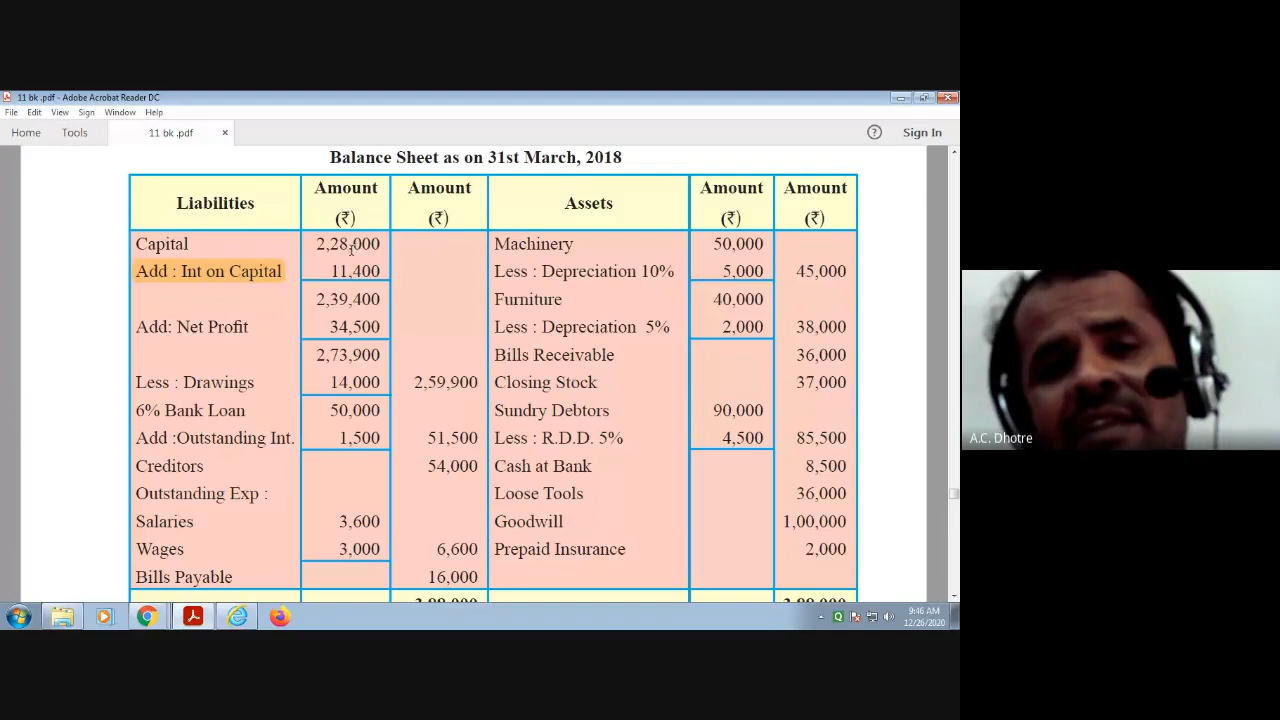 11 bk .pdf - Adobe Acrobat Reader DC
File Edit View Sign Window Help
Home Tools 11 bk .pdf × ? Sign In
Balance Sheet as on 31st March, 2018
Liabilities Amount (₹) Amount (₹) Assets Amount (₹) Amount (₹)
Capital 2,28,000 Machinery 50,000
Add : Int on Capital 11,400 Less : Depreciation 10% 5,000 45,000
2,39,400 Furniture 40,000
Add: Net Profit 34,500 Less : Depreciation 5% 2,000 38,000
2,73,900 Bills Receivable 36,000
Less : Drawings 14,000 2,59,900 Closing Stock 37,000
6% Bank Loan 50,000 Sundry Debtors 90,000
Add :Outstanding Int. 1,500 51,500 Less : R.D.D. 5% 4,500 85,500
Creditors 54,000 Cash at Bank 8,500
Outstanding Exp : Loose Tools 36,000
Salaries 3,600 Goodwill 1,00,000
Wages 3,000 6,600 Prepaid Insurance 2,000
Bills Payable 16,000
9:46 AM
12/26/2020
A.C. Dhotre